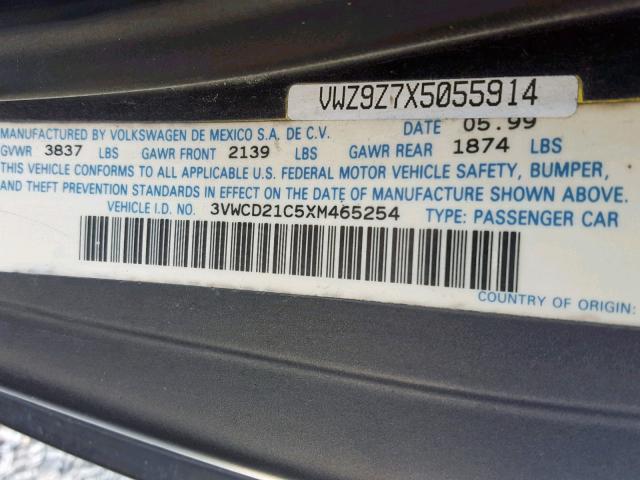 VWZ9Z7X5055914
MANUFACTURED BY VOLKSWAGEN DE MEXICO S.A. DE C.V. DATE 05.99
GVWR 3837 LBS GAWR FRONT 2139 LBS GAWR REAR 1874 LBS
THIS VEHICLE CONFORMS TO ALL APPLICABLE U.S. FEDERAL MOTOR VEHICLE SAFETY, BUMPER,
AND THEFT PREVENTION STANDARDS IN EFFECT ON THE DATE OF MANUFACTURE SHOWN ABOVE.
VEHICLE I.D. NO. 3VWCD21C5XM465254 TYPE: PASSENGER CAR
COUNTRY OF ORIGIN: